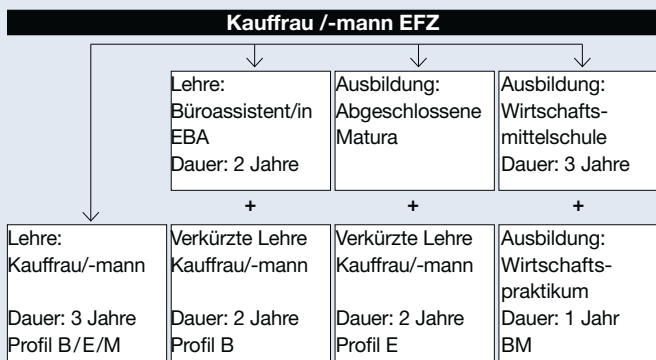 Kauffrau /-mann EFZ
Lehre:
Büroassistent/in
EBA
Dauer: 2 Jahre
Ausbildung:
Abgeschlossene
Matura
Ausbildung:
Wirtschafts-
mittelschule
Dauer: 3 Jahre
+
+
+
Lehre:
Kauffrau/-mann
Dauer: 3 Jahre
Profil B/E/M
Verkürzte Lehre
Kauffrau/-mann
Dauer: 2 Jahre
Profil B
Verkürzte Lehre
Kauffrau/-mann
Dauer: 2 Jahre
Profil E
Ausbildung:
Wirtschafts-
praktikum
Dauer: 1 Jahr
BM